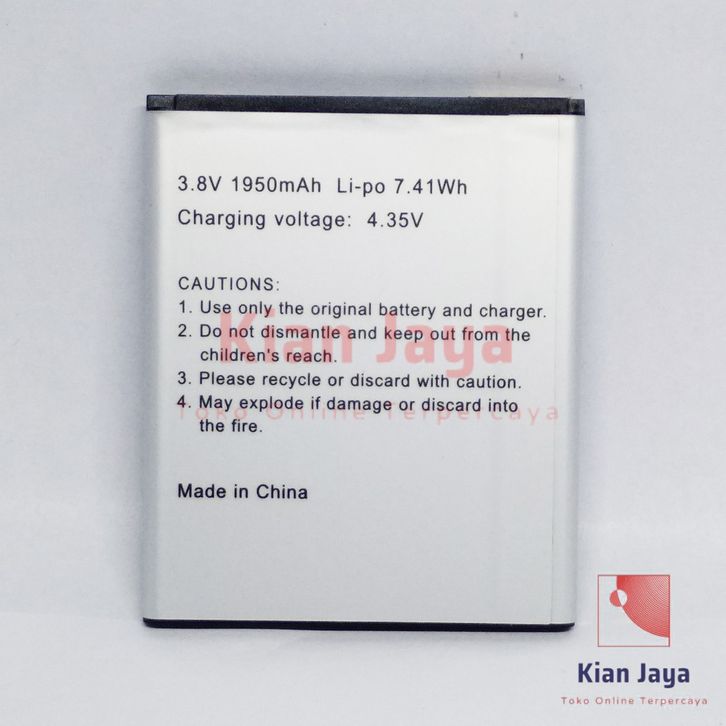 3.8V 1950mAh Li-po 7.41Wh
Charging voltage: 4.35V
CAUTIONS:
1. Use only the original battery and charger.
2. Do not dismantle and keep out from the
children's reach.
Kian Jaya
3. Please recycle or discard with caution.
4. May explode if damage or discard into
Toko Online Terpercaya
the fire.
Made in China
Kian Jaya
Toko Online Terpercaya